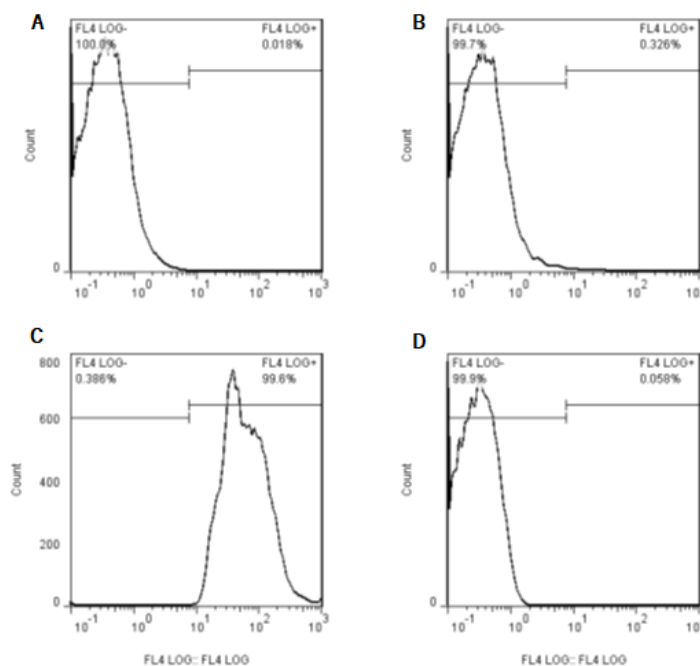 A
FL4 LOG-
100.0%
FL4 LOG+
0.018%
Count
0
10-1 100 101 102 103
B
FL4 LOG-
99.7%
FL4 LOG+
0.326%
Count
0
10-1 100 101 102 103
C
FL4 LOG-
0.386%
FL4 LOG+
99.6%
800
600
400
200
0
Count
10-1 100 101 102 103
FL4 LOG:: FL4 LOG
D
FL4 LOG-
99.9%
FL4 LOG+
0.058%
Count
0
10-1 100 101 102 103
FL4 LOG:: FL4 LOG